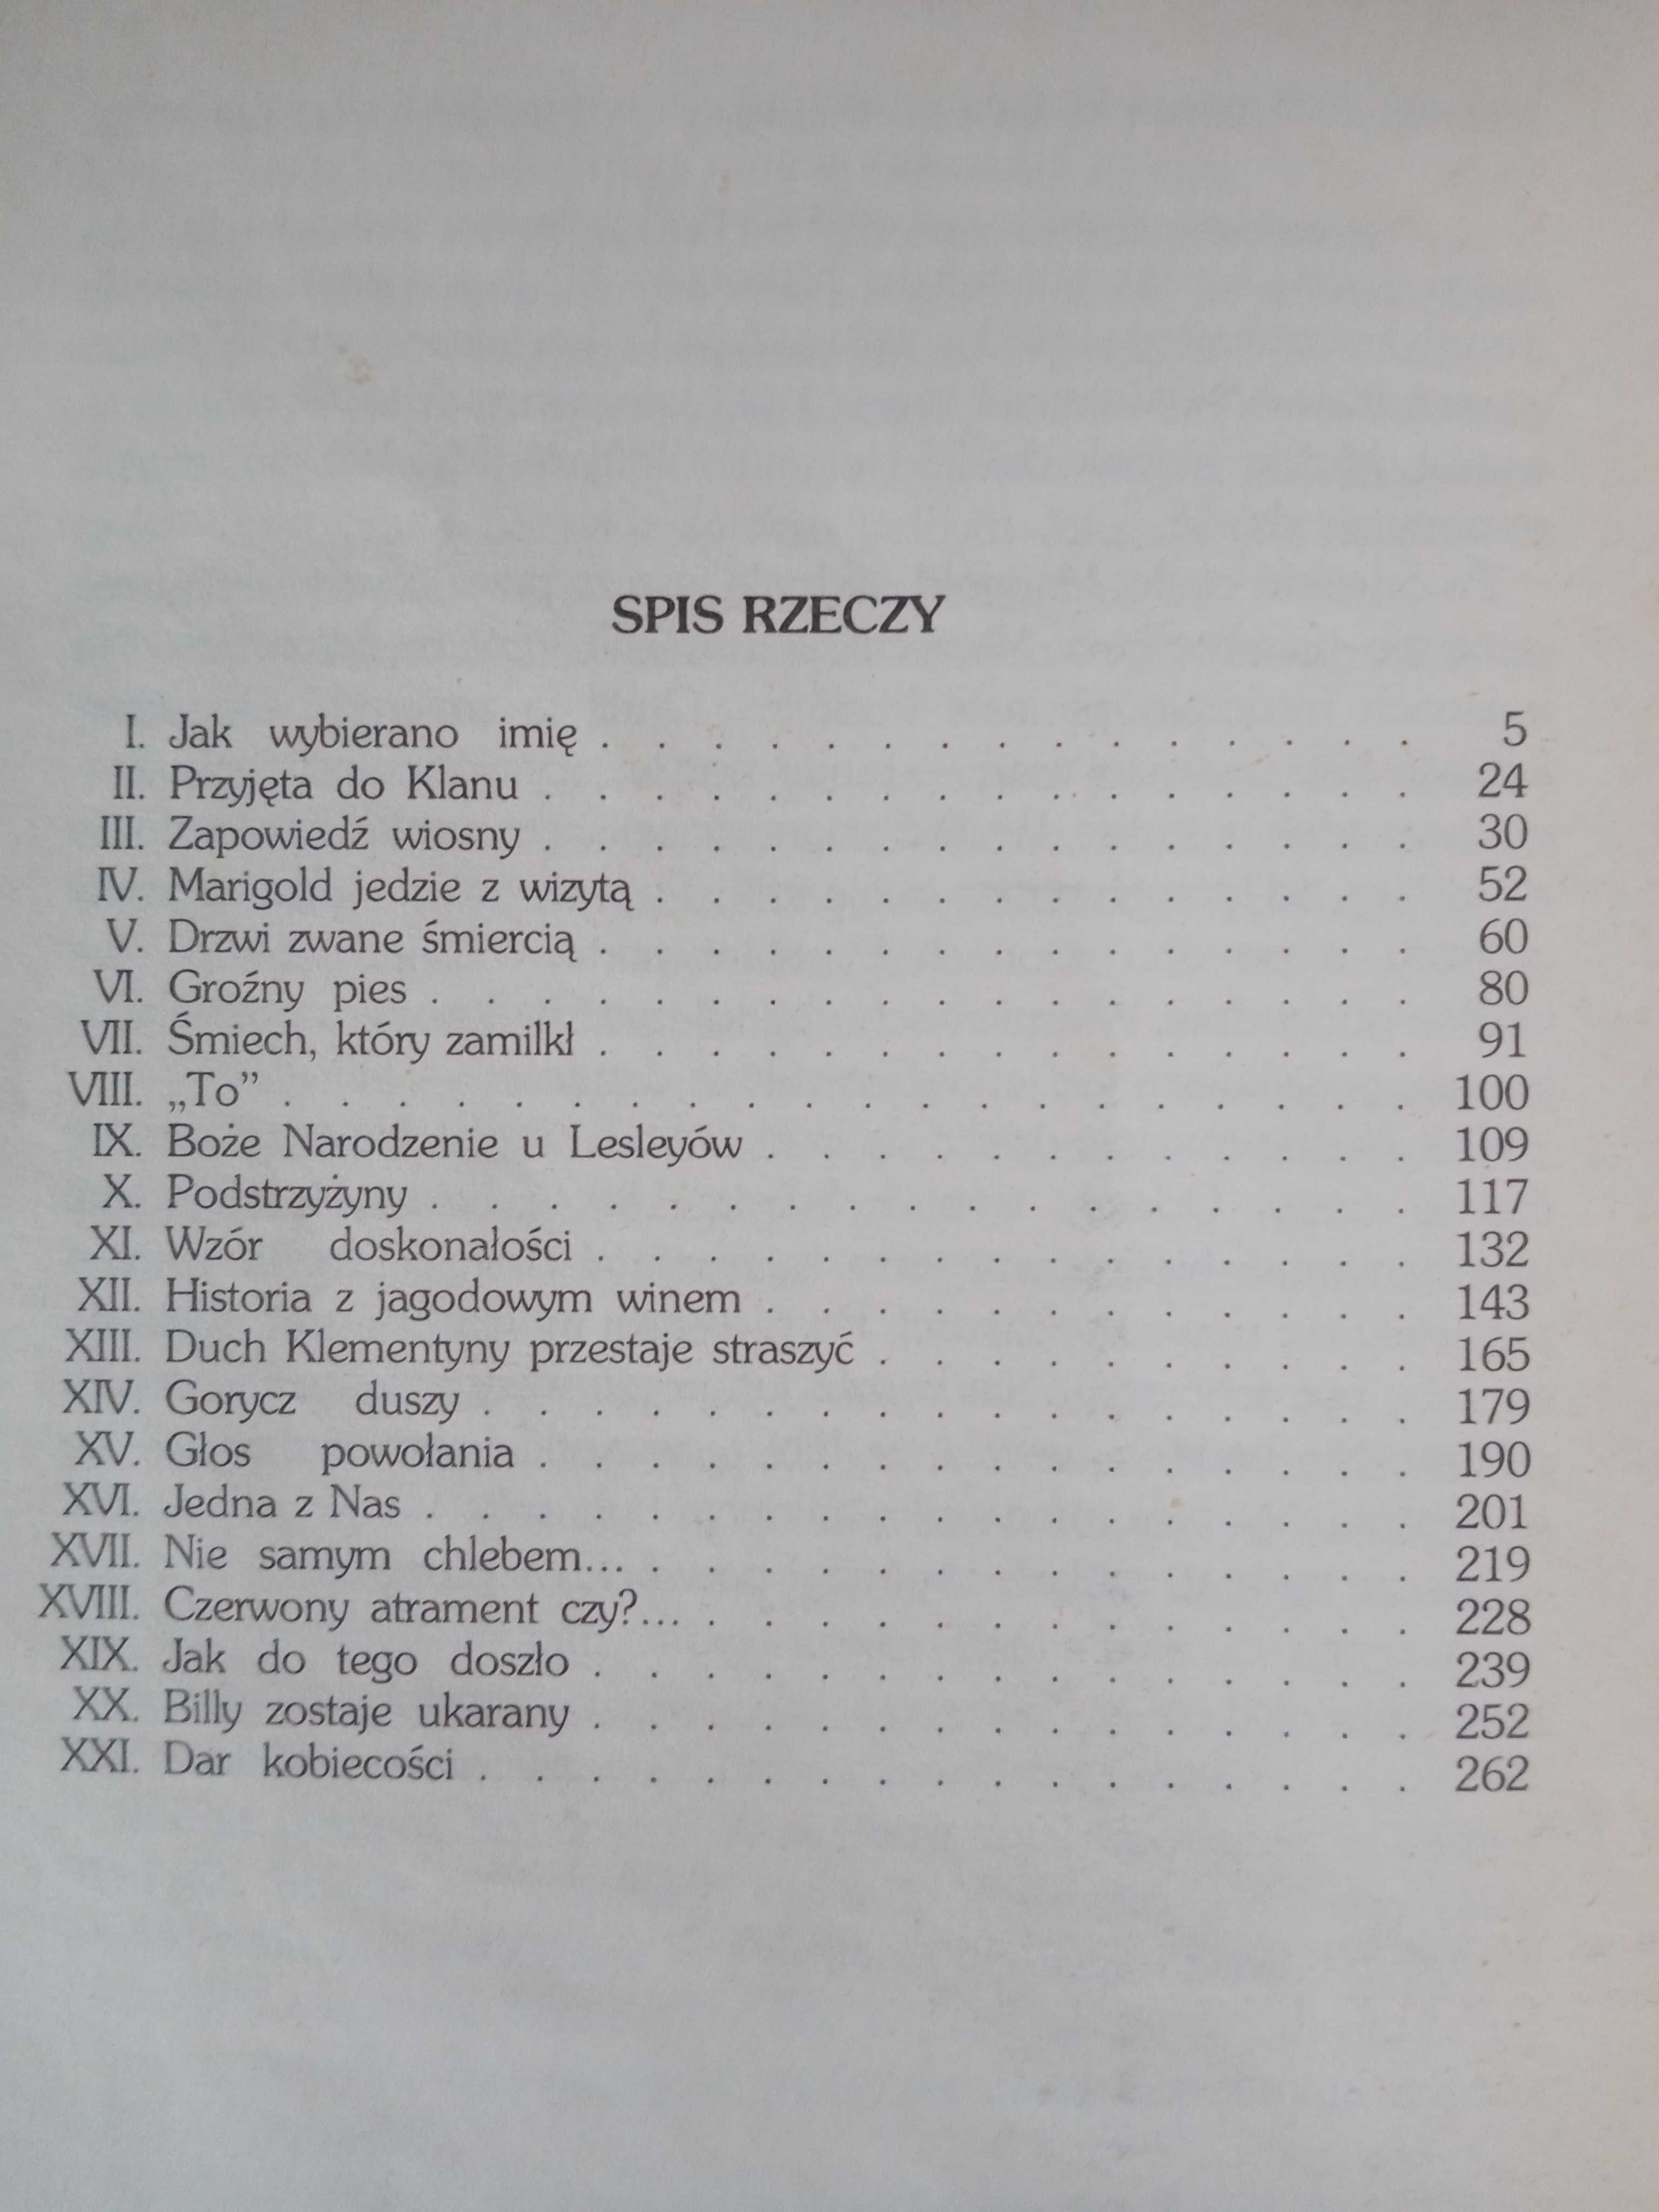 SPIS RZECZY
I. Jak wybierano imię . . . . . . . . . . . . . . . 5
II. Przyjęta do Klanu . . . . . . . . . . . . . . . . 24
III. Zapowiedź wiosny . . . . . . . . . . . . . . . . 30
IV. Marigold jedzie z wizytą . . . . . . . . . . . . . . 52
V. Drzwi zwane śmiercią . . . . . . . . . . . . . . . 60
VI. Groźny pies . . . . . . . . . . . . . . . . . . 80
VII. Śmiech, który zamilkł . . . . . . . . . . . . . . . 91
VIII. „To” . . . . . . . . . . . . . . . . . . . . 100
IX. Boże Narodzenie u Lesleyów . . . . . . . . . . . . 109
X. Podstrzyżyny . . . . . . . . . . . . . . . . . 117
XI. Wzór doskonałości . . . . . . . . . . . . . . . 132
XII. Historia z jagodowym winem . . . . . . . . . . . . 143
XIII. Duch Klementyny przestaje straszyć . . . . . . . . . . 165
XIV. Gorycz duszy . . . . . . . . . . . . . . . . . 179
XV. Głos powołania . . . . . . . . . . . . . . . . 190
XVI. Jedna z Nas . . . . . . . . . . . . . . . . . . 201
XVII. Nie samym chlebem... . . . . . . . . . . . . . . . 219
XVIII. Czerwony atrament czy?... . . . . . . . . . . . . . . 228
XIX. Jak do tego doszło . . . . . . . . . . . . . . . 239
XX. Billy zostaje ukarany . . . . . . . . . . . . . . . 252
XXI. Dar kobiecości . . . . . . . . . . . . . . . . . 262